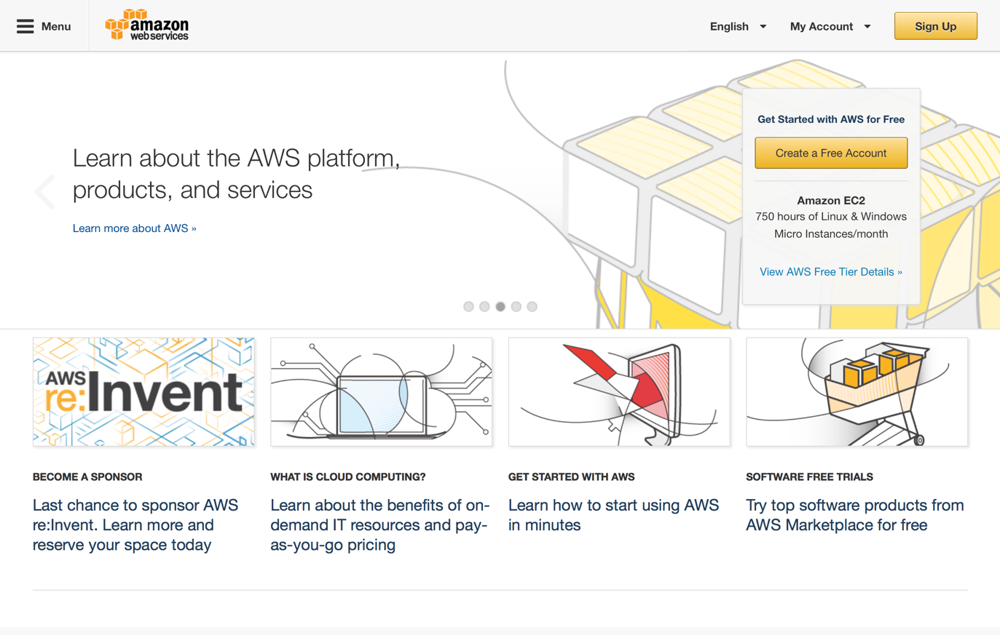 Menu
amazon
webservices
English
My Account
Sign Up
Learn about the AWS platform,
products, and services
Learn more about AWS »
Get Started with AWS for Free
Create a Free Account
Amazon EC2
750 hours of Linux & Windows
Micro Instances/month
View AWS Free Tier Details »
AWS
re:Invent
BECOME A SPONSOR
Last chance to sponsor AWS
re:Invent. Learn more and
reserve your space today
WHAT IS CLOUD COMPUTING?
Learn about the benefits of on-
demand IT resources and pay-
as-you-go pricing
GET STARTED WITH AWS
Learn how to start using AWS
in minutes
SOFTWARE FREE TRIALS
Try top software products from
AWS Marketplace for free